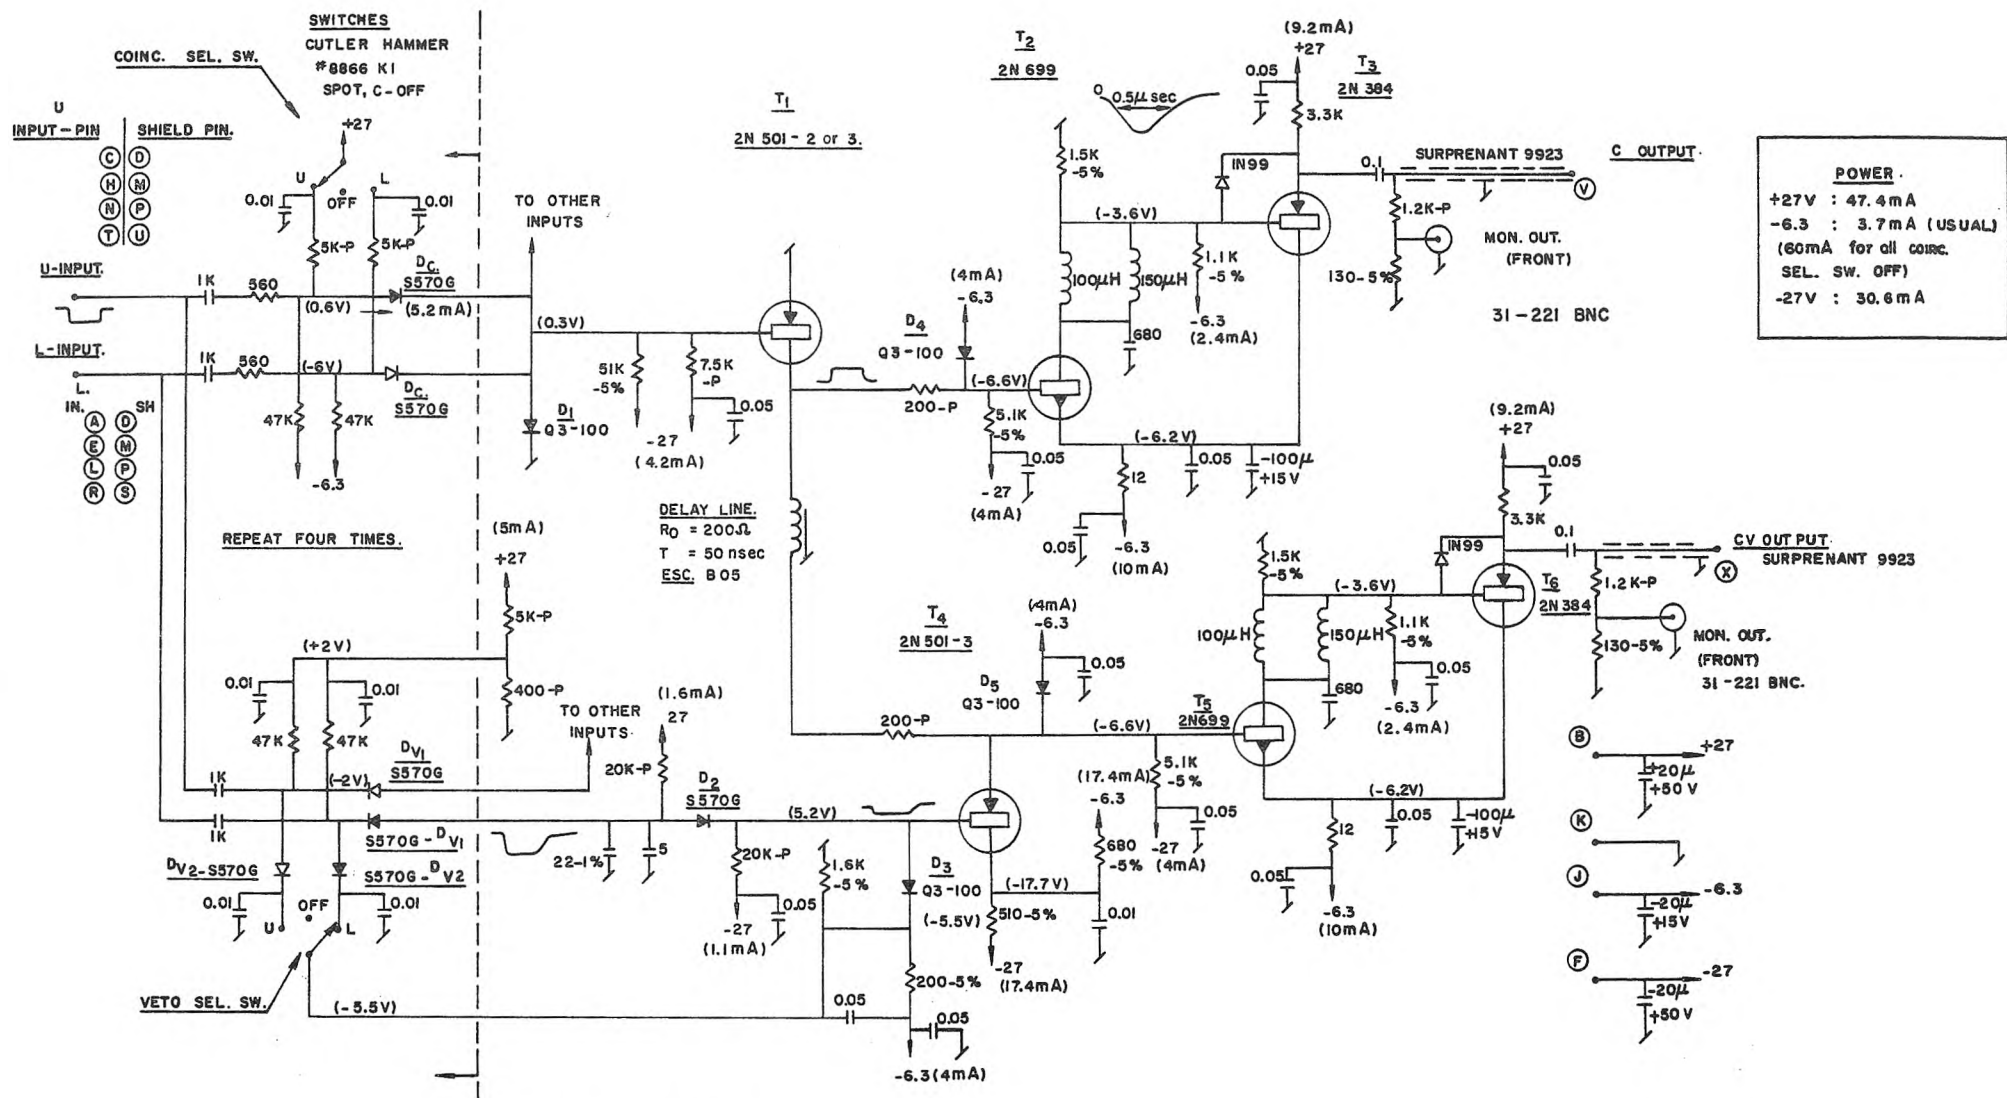 SWITCHES
CUTLER HAMMER
#8866 K1
SPOT, C-OFF
COINC. SEL. SW.
U
INPUT-PIN
SHIELD PIN.
C
D
H
M
N
P
T
U
+27
U
L
OFF
0.01
0.01
5K-P
5K-P
U-INPUT.
1K
560
(0.6V)
DC.
S570G
(5.2mA)
L-INPUT.
L.
1K
560
(-6V)
DC.
S570G
IN.
SH
A
D
E
M
L
P
R
S
47K
47K
-6.3
REPEAT FOUR TIMES.
TO OTHER
INPUTS
(0.3V)
D1
Q3-100
51K
-5%
7.5K
-P
0.05
-27
(4.2mA)
T1
2N 501-2 or 3.
DELAY LINE.
RO = 200Ω
T = 50 nsec
ESC. B05
200-P
D4
Q3-100
(4mA)
-6.3
(-6.6V)
5.1K
-5%
0.05
-27
(4mA)
T2
2N 699
0
0.5μ sec
1.5K
-5%
(-3.6V)
100μH
150μH
680
1.1K
-5%
-6.3
(2.4mA)
IN99
(9.2mA)
+27
0.05
3.3K
T3
2N 384
0.1
SURPRENANT 9923
C OUTPUT.
V
1.2K-P
130-5%
MON. OUT.
(FRONT)
31-221 BNC
(-6.2V)
12
0.05
-100μ
+15V
0.05
-6.3
(10mA)
POWER.
+27V : 47.4mA
-6.3 : 3.7mA (USUAL)
(60mA for all COINC.
SEL. SW. OFF)
-27V : 30.6mA
(5mA)
+27
5K-P
(+2V)
400-P
0.01
0.01
47K
47K
TO OTHER
INPUTS.
1K
(-2V)
DV1
S570G
1K
S570G-DV1
DV2-S570G
S570G-DV2
0.01
0.01
OFF
U
L
VETO SEL. SW.
(-5.5V)
22-1%
5
(1.6mA)
27
20K-P
D2
S570G
(5.2V)
20K-P
0.05
-27
(1.1mA)
1.6K
-5%
D3
Q3-100
200-5%
0.05
0.05
-6.3(4mA)
T4
2N 501-3
200-P
(4mA)
-6.3
0.05
D5
Q3-100
(-6.6V)
(17.4mA)
-6.3
680
-5%
(-17.7V)
(-5.5V)
510-5%
0.01
-27
(17.4mA)
5.1K
-5%
0.05
-27
(4mA)
T5
2N699
1.5K
-5%
(-3.6V)
100μH
150μH
680
1.1K
-5%
0.05
-6.3
(2.4mA)
IN99
(9.2mA)
+27
0.05
3.3K
T6
2N384
0.1
CV OUTPUT.
SURPRENANT 9923
X
1.2K-P
130-5%
MON. OUT.
(FRONT)
31-221 BNC.
(-6.2V)
12
0.05
-100μ
+15V
0.05
-6.3
(10mA)
B
+27
+20μ
+50V
K
J
-6.3
-20μ
+15V
F
-27
-20μ
+50V